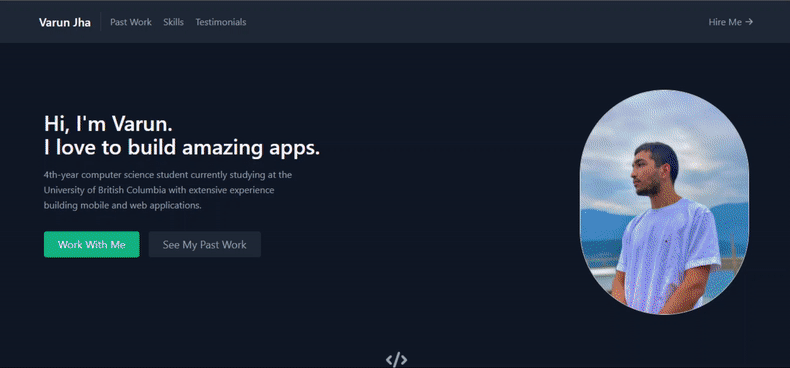 Varun Jha Past Work Skills Testimonials Hire Me →
Hi, I'm Varun.
I love to build amazing apps.
4th-year computer science student currently studying at the
University of British Columbia with extensive experience
building mobile and web applications.
Work With Me See My Past Work